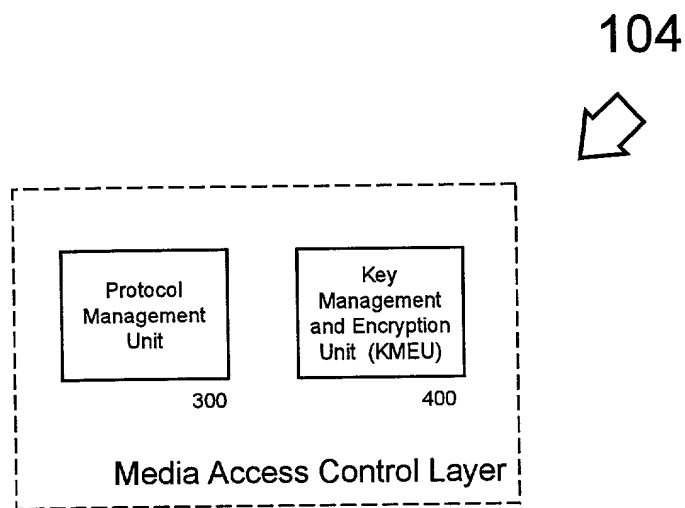 104
Protocol
Management
Unit
300
Key
Management
and Encryption
Unit (KMEU)
400
Media Access Control Layer